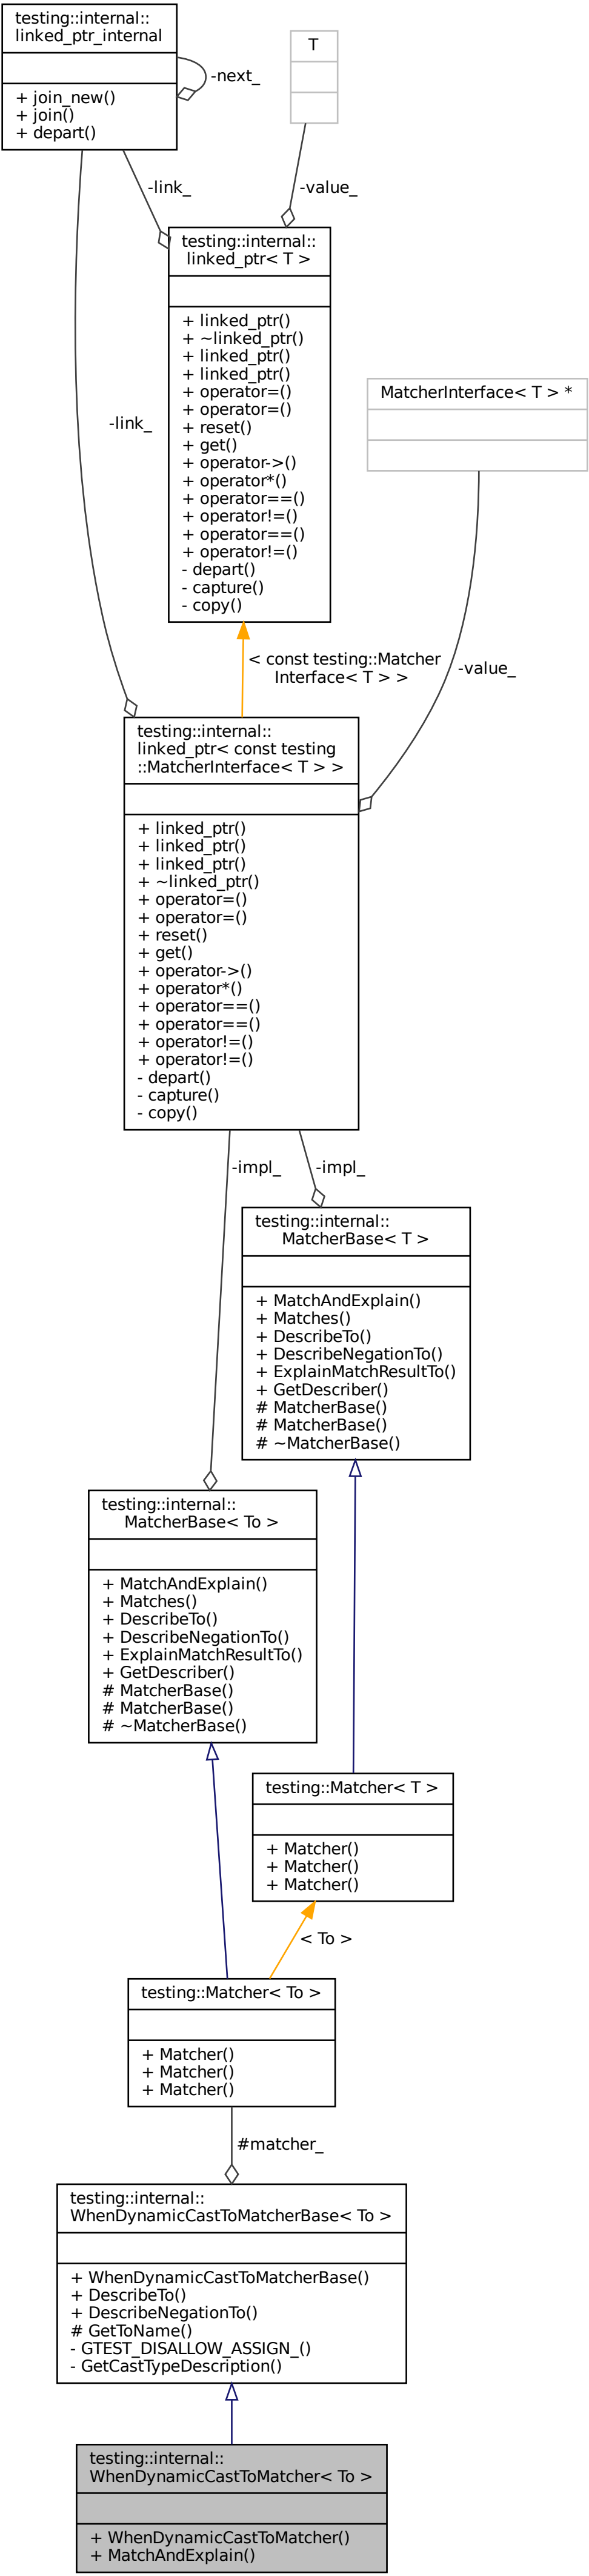 testing::internal::
linked_ptr_internal
+ join_new()
+ join()
+ depart()
-next_
T
-link_
-value_
testing::internal::
linked_ptr< T >
+ linked_ptr()
+ ~linked_ptr()
+ linked_ptr()
+ linked_ptr()
+ operator=()
+ operator=()
+ reset()
+ get()
+ operator->()
+ operator*()
+ operator==()
+ operator!=()
+ operator==()
+ operator!=()
- depart()
- capture()
- copy()
MatcherInterface< T > *
-link_
< const testing::Matcher
Interface< T > >
-value_
testing::internal::
linked_ptr< const testing
::MatcherInterface< T > >
+ linked_ptr()
+ linked_ptr()
+ linked_ptr()
+ ~linked_ptr()
+ operator=()
+ operator=()
+ reset()
+ get()
+ operator->()
+ operator*()
+ operator==()
+ operator==()
+ operator!=()
+ operator!=()
- depart()
- capture()
- copy()
-impl_
-impl_
testing::internal::
MatcherBase< T >
+ MatchAndExplain()
+ Matches()
+ DescribeTo()
+ DescribeNegationTo()
+ ExplainMatchResultTo()
+ GetDescriber()
# MatcherBase()
# MatcherBase()
# ~MatcherBase()
testing::internal::
MatcherBase< To >
+ MatchAndExplain()
+ Matches()
+ DescribeTo()
+ DescribeNegationTo()
+ ExplainMatchResultTo()
+ GetDescriber()
# MatcherBase()
# MatcherBase()
# ~MatcherBase()
testing::Matcher< T >
+ Matcher()
+ Matcher()
+ Matcher()
< To >
testing::Matcher< To >
+ Matcher()
+ Matcher()
+ Matcher()
#matcher_
testing::internal::
WhenDynamicCastToMatcherBase< To >
+ WhenDynamicCastToMatcherBase()
+ DescribeTo()
+ DescribeNegationTo()
# GetToName()
- GTEST_DISALLOW_ASSIGN_()
- GetCastTypeDescription()
testing::internal::
WhenDynamicCastToMatcher< To >
+ WhenDynamicCastToMatcher()
+ MatchAndExplain()